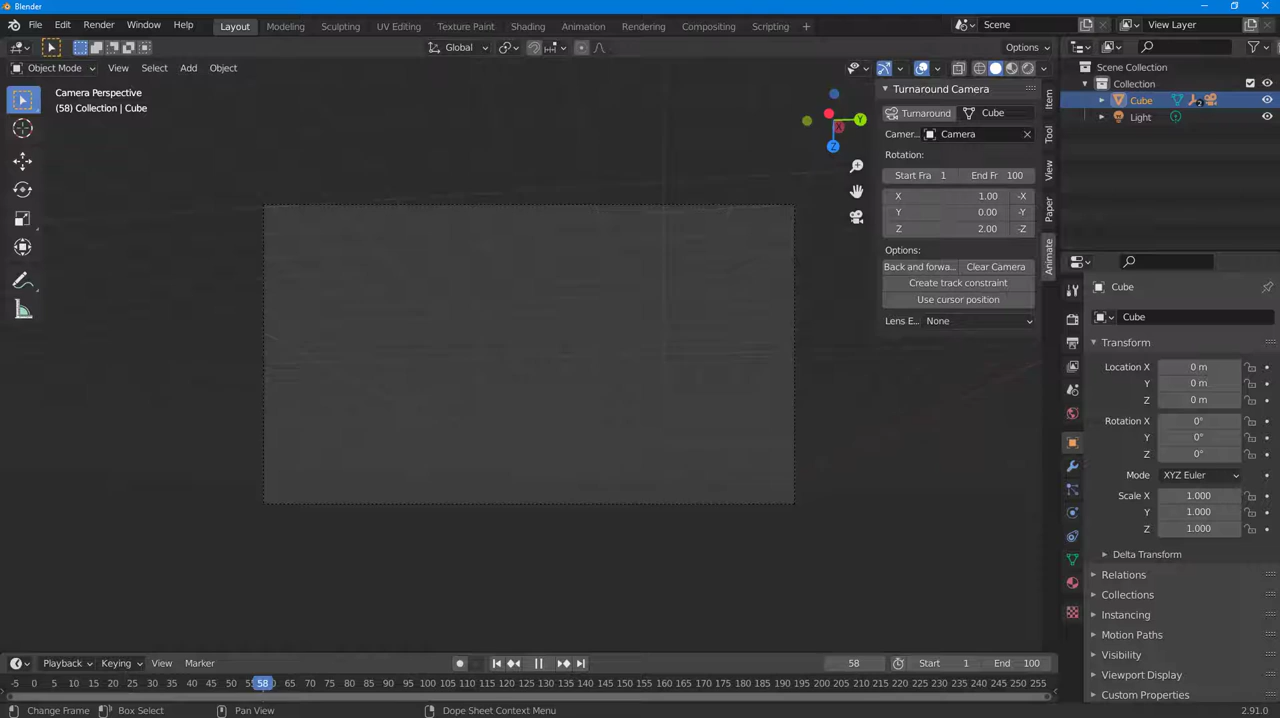 Blender
File Edit Render Window Help Layout Modeling Sculpting UV Editing Texture Paint Shading Animation Rendering Compositing Scripting + Scene View Layer
Global Options
Object Mode View Select Add Object
Camera Perspective
(58) Collection | Cube
Y
X
Z
Turnaround Camera
Turnaround Cube
Camer... Camera
Rotation:
Start Fra 1 End Fr 100
X 1.00 -X
Y 0.00 -Y
Z 2.00 -Z
Options:
Back and forwa... Clear Camera
Create track constraint
Use cursor position
Lens E... None
Item
Tool
View
Paper
Animate
Scene Collection
Collection
Cube 2
Light
Cube
Cube
Transform
Location X 0 m
Y 0 m
Z 0 m
Rotation X 0°
Y 0°
Z 0°
Mode XYZ Euler
Scale X 1.000
Y 1.000
Z 1.000
Delta Transform
Relations
Collections
Instancing
Motion Paths
Visibility
Viewport Display
Custom Properties
Playback Keying View Marker 58 Start 1 End 100
-5 0 5 10 15 20 25 30 35 40 45 50 58 65 70 75 80 85 90 95 100 105 110 115 120 125 130 135 140 145 150 155 160 165 170 175 180 185 190 195 200 205 210 215 220 225 230 235 240 245 250 255
Change Frame Box Select Pan View Dope Sheet Context Menu 2.91.0